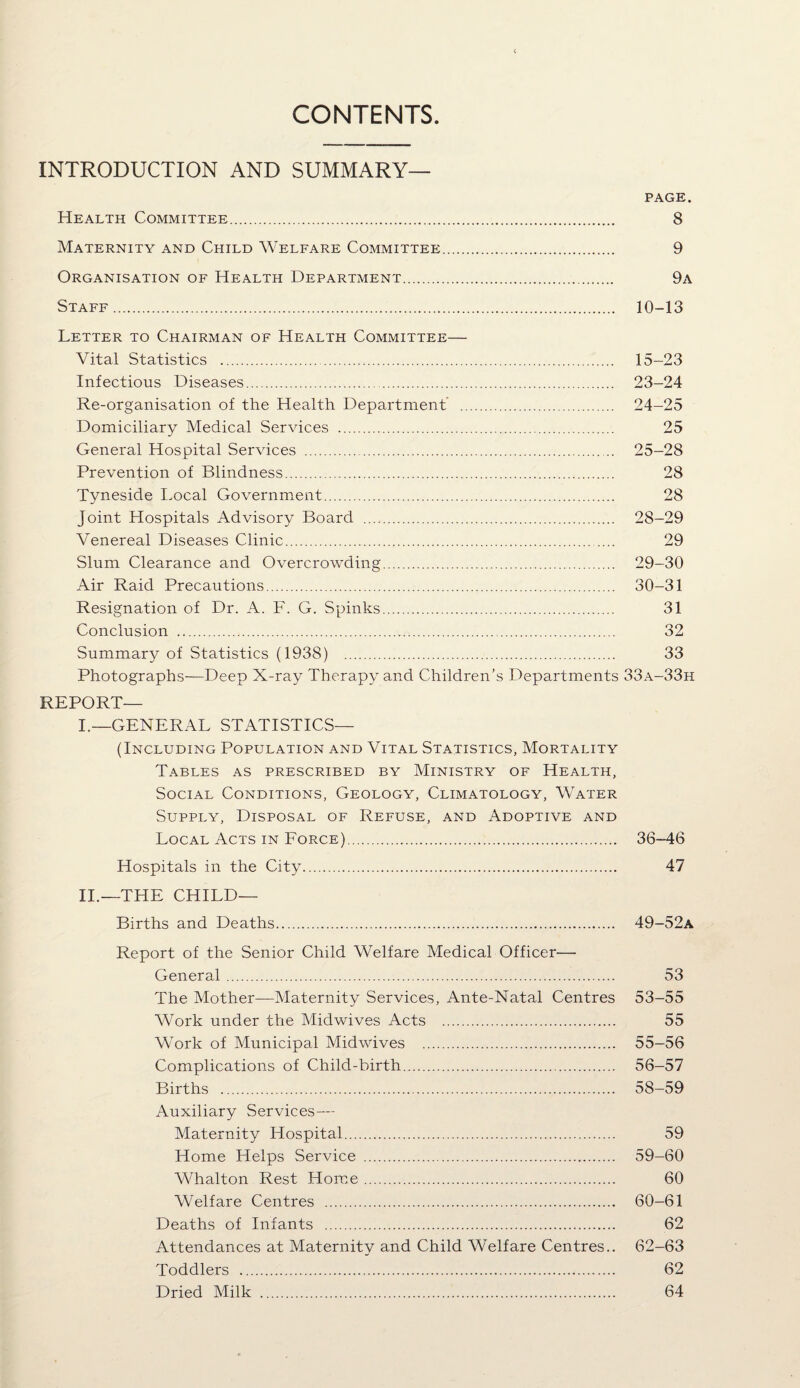 CONTENTS.
INTRODUCTION AND SUMMARY—
PAGE.
Health Committee 8
Maternity and Child Welfare Committee 9
Organisation of Health Department 9a
Staff 10–13
Letter to Chairman of Health Committee—
Vital Statistics 15–23
Infectious Diseases 23–24
Re-organisation of the Health Department 24–25
Domiciliary Medical Services 25
General Hospital Services 25–28
Prevention of Blindness 28
Tyneside Local Government 28
Joint Hospitals Advisory Board 28–29
Venereal Diseases Clinic 29
Slum Clearance and Overcrowding 29–30
Air Raid Precautions 30–31
Resignation of Dr. A. F. G. Spinks 31
Conclusion 32
Summary of Statistics (1938) 33
Photographs—Deep X-ray Therapy and Children's Departments 33a–33h
REPORT—
I.—GENERAL STATISTICS—
(Including Population and Vital Statistics, Mortality
Tables as prescribed by Ministry of Health,
Social Conditions, Geology, Climatology, Water
Supply, Disposal of Refuse, and Adoptive and
Local Acts in Force) 36–46
Hospitals in the City 47
II.—THE CHILD—
Births and Deaths 49–52a
Report of the Senior Child Welfare Medical Officer—
General 53
The Mother—Maternity Services, Ante-Natal Centres 53–55
Work under the Midwives Acts 55
Work of Municipal Midwives 55–56
Complications of Child-birth 56–57
Births 58–59
Auxiliary Services—
Maternity Hospital 59
Home Helps Service 59–60
Whalton Rest Home 60
Welfare Centres 60–61
Deaths of Infants 62
Attendances at Maternity and Child Welfare Centres.. 62–63
Toddlers 62
Dried Milk 64